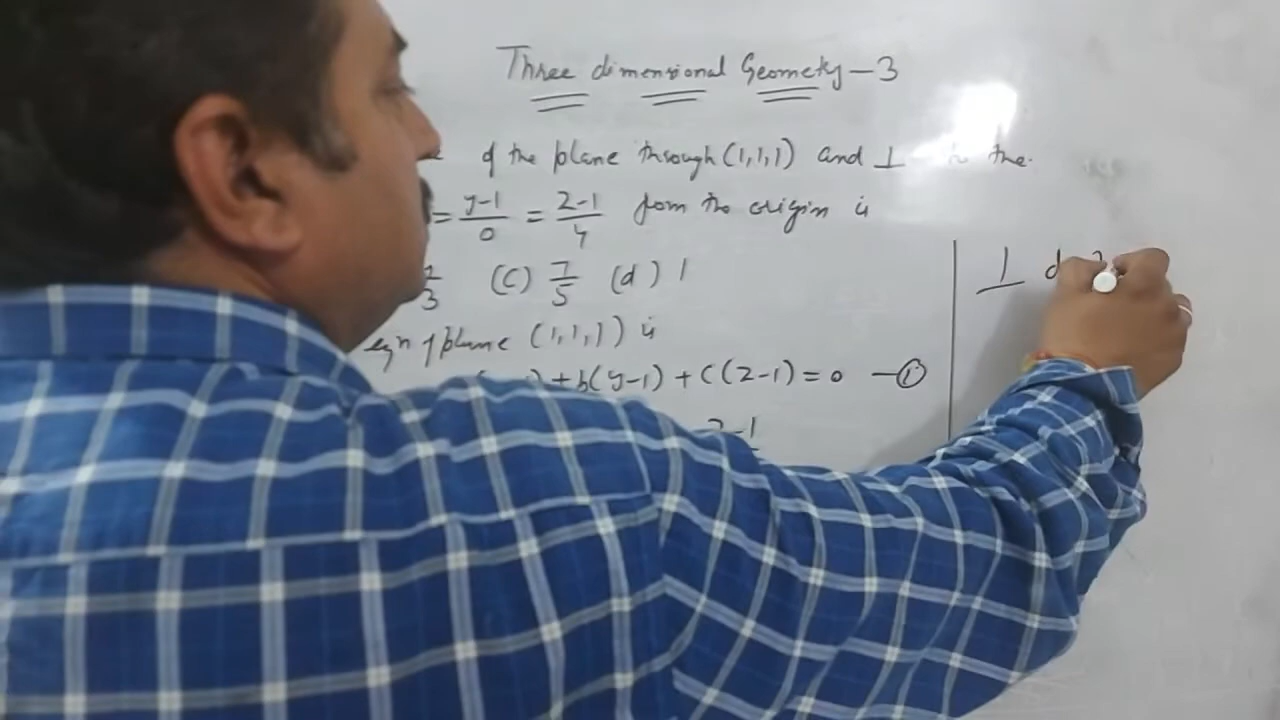 Three dimensional Geometry-3
of the plane through (1,1,1) and ⊥ the
= y-1/0 = z-1/4 from the origin is
3 (c) 7/5 (d) 1
eqn of plane (1,1,1) is
+b(y-1) + c(z-1) = 0 —①
z-1
⊥ d